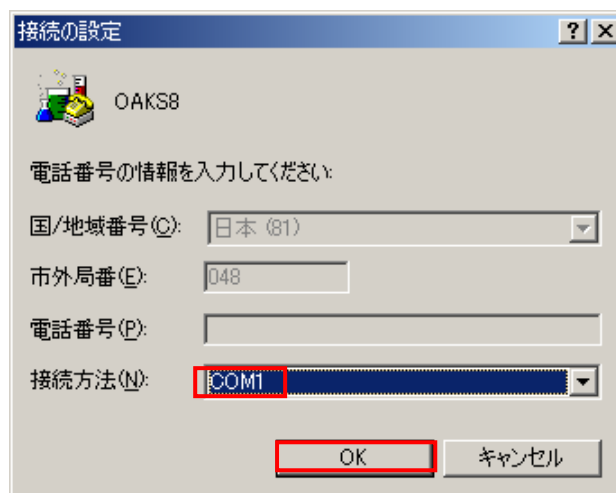 接続の設定
OAKS8
電話番号の情報を入力してください:
国/地域番号(C): 日本 (81)
市外局番(E): 048
電話番号(P):
接続方法(N): COM1
OK キャンセル